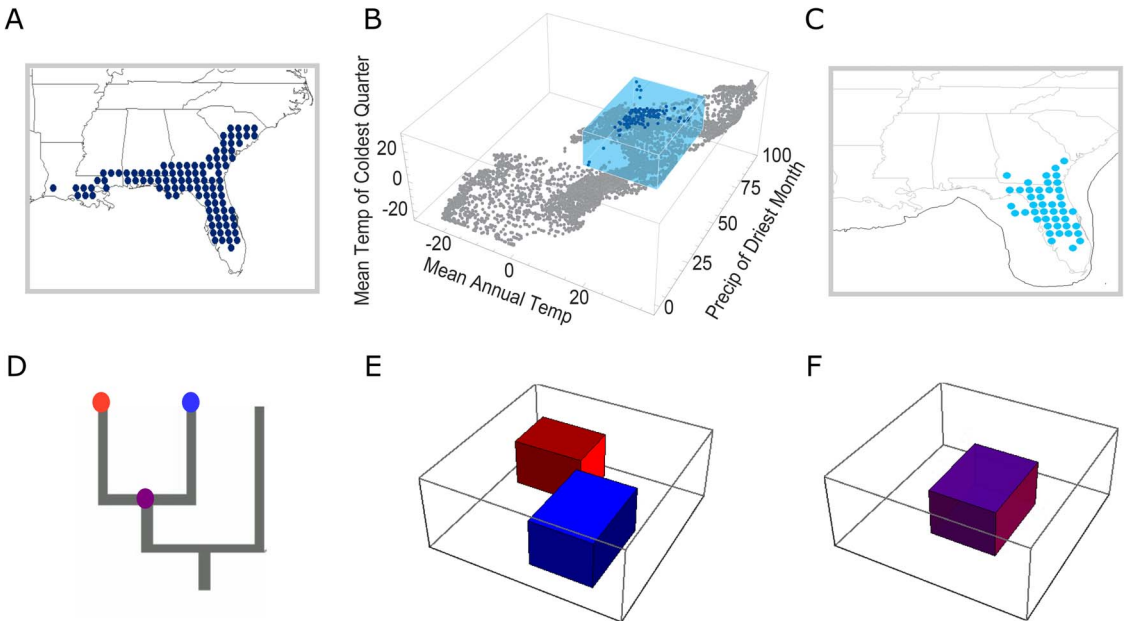 A
B
C
Mean Temp of Coldest Quarter
20
0
-20
-20
0
20
Mean Annual Temp
0
25
50
75
100
Precip of Driest Month
D
E
F